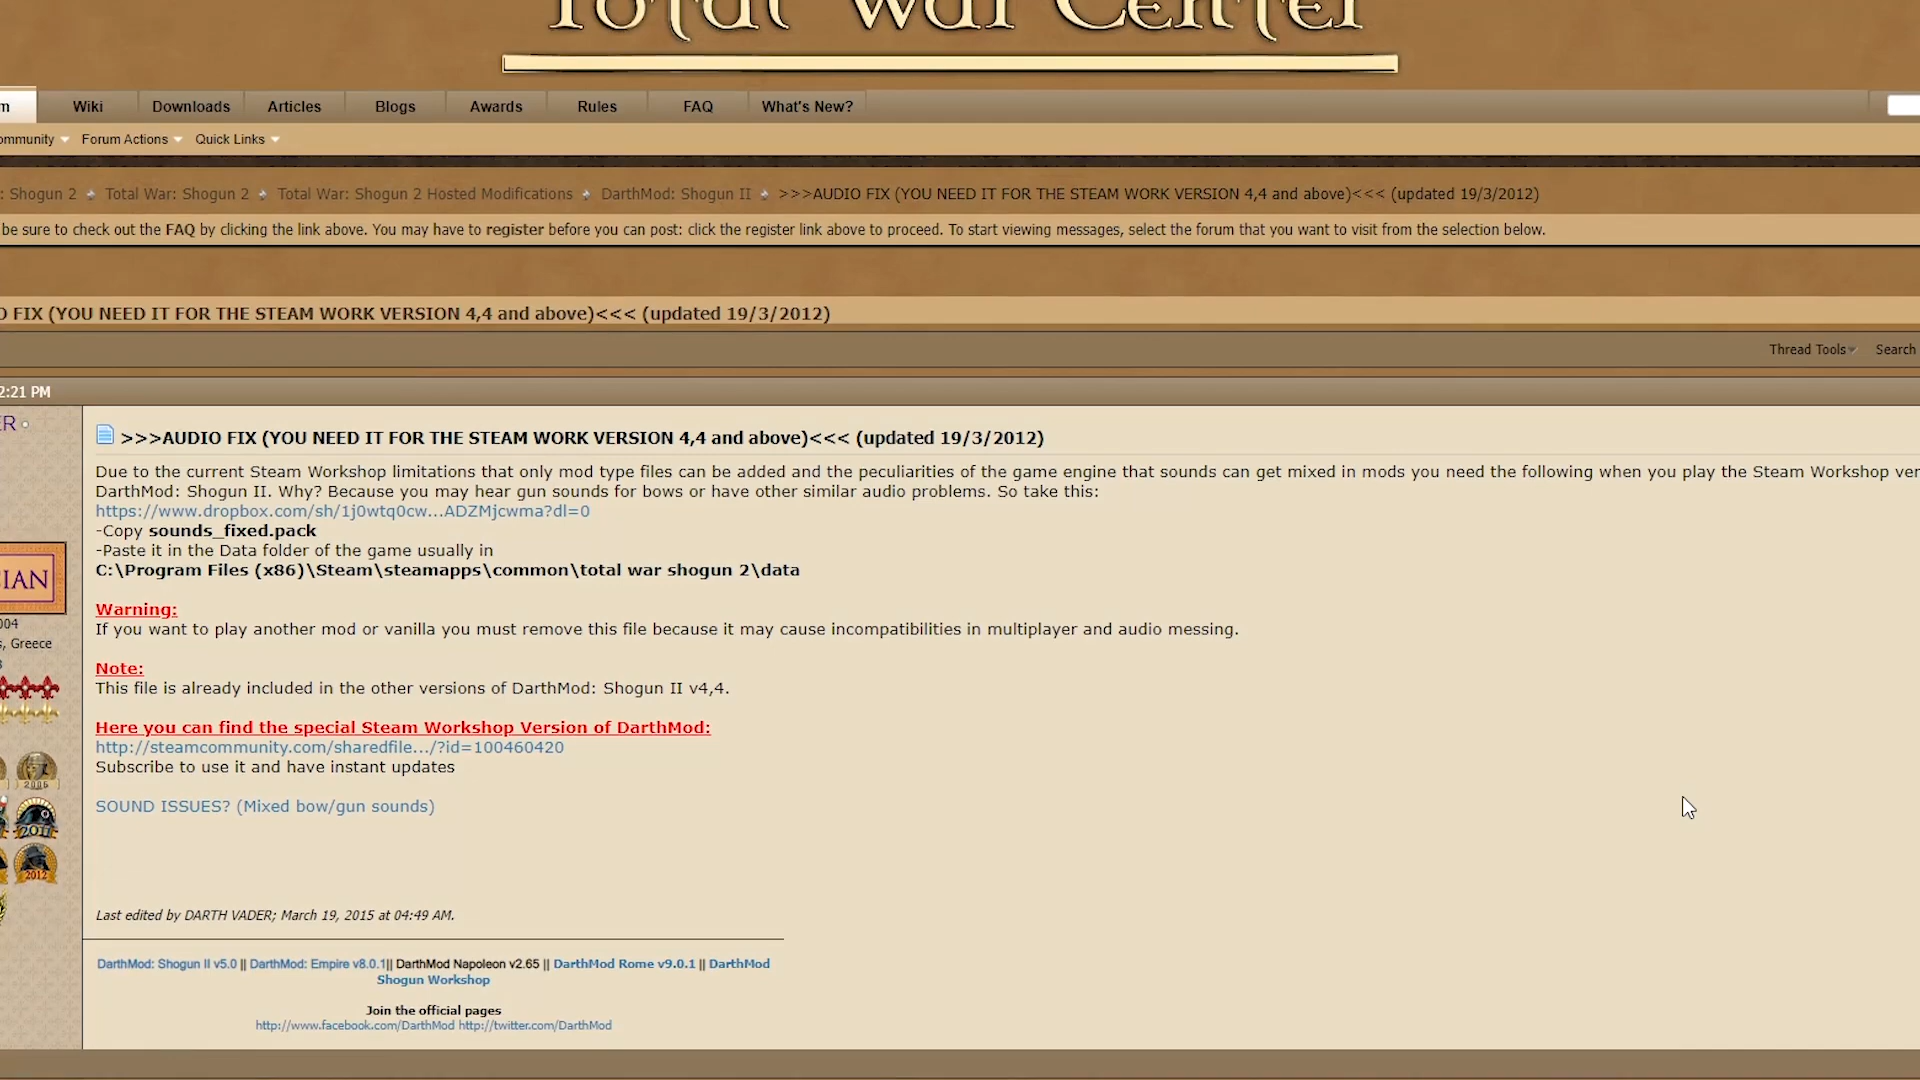 Total War Center
m Wiki Downloads Articles Blogs Awards Rules FAQ What's New?
ommunity Forum Actions Quick Links
: Shogun 2 Total War: Shogun 2 Total War: Shogun 2 Hosted Modifications DarthMod: Shogun II >>>AUDIO FIX (YOU NEED IT FOR THE STEAM WORK VERSION 4,4 and above)<<< (updated 19/3/2012)
be sure to check out the FAQ by clicking the link above. You may have to register before you can post: click the register link above to proceed. To start viewing messages, select the forum that you want to visit from the selection below.
O FIX (YOU NEED IT FOR THE STEAM WORK VERSION 4,4 and above)<<< (updated 19/3/2012)
Thread Tools Search
2:21 PM
ER
>>>AUDIO FIX (YOU NEED IT FOR THE STEAM WORK VERSION 4,4 and above)<<< (updated 19/3/2012)
Due to the current Steam Workshop limitations that only mod type files can be added and the peculiarities of the game engine that sounds can get mixed in mods you need the following when you play the Steam Workshop ver
DarthMod: Shogun II. Why? Because you may hear gun sounds for bows or have other similar audio problems. So take this:
https://www.dropbox.com/sh/1j0wtq0cw...ADZMjcwma?dl=0
-Copy sounds_fixed.pack
-Paste it in the Data folder of the game usually in
C:\Program Files (x86)\Steam\steamapps\common\total war shogun 2\data
CIAN
Warning:
If you want to play another mod or vanilla you must remove this file because it may cause incompatibilities in multiplayer and audio messing.
004
s, Greece
Note:
This file is already included in the other versions of DarthMod: Shogun II v4,4.
Here you can find the special Steam Workshop Version of DarthMod:
http://steamcommunity.com/sharedfile.../?id=100460420
Subscribe to use it and have instant updates
2006
SOUND ISSUES? (Mixed bow/gun sounds)
2011
2012
Last edited by DARTH VADER; March 19, 2015 at 04:49 AM.
DarthMod: Shogun II v5.0 || DarthMod: Empire v8.0.1|| DarthMod Napoleon v2.65 || DarthMod Rome v9.0.1 || DarthMod
Shogun Workshop
Join the official pages
http://www.facebook.com/DarthMod http://twitter.com/DarthMod